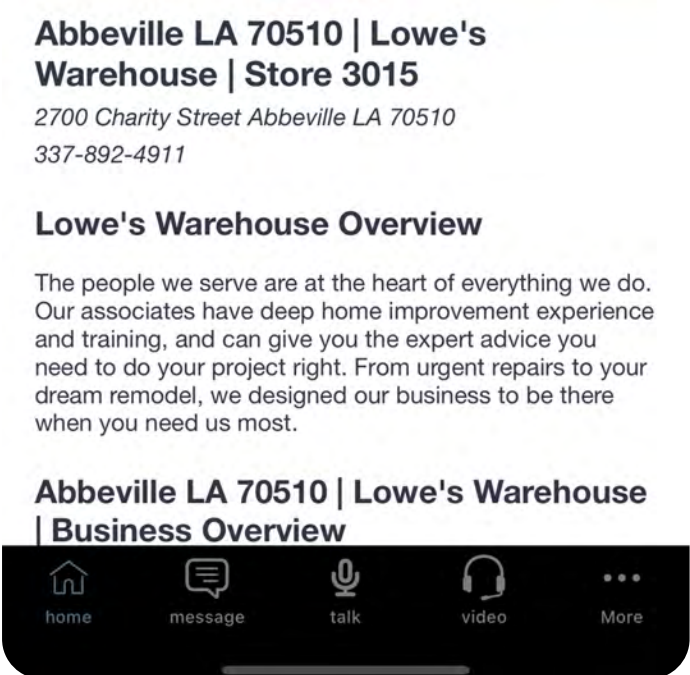 Abbeville LA 70510 | Lowe's
Warehouse | Store 3015
2700 Charity Street Abbeville LA 70510
337-892-4911
Lowe's Warehouse Overview
The people we serve are at the heart of everything we do.
Our associates have deep home improvement experience
and training, and can give you the expert advice you
need to do your project right. From urgent repairs to your
dream remodel, we designed our business to be there
when you need us most.
Abbeville LA 70510 | Lowe's Warehouse
| Business Overview
home message talk video More